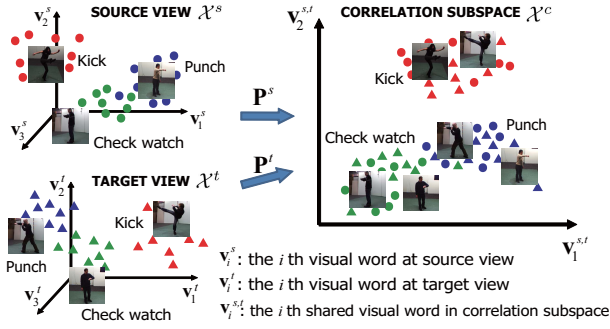 SOURCE VIEW 𝒳^s
v_2^s
Kick
Punch
v_1^s
v_3^s
Check watch
P^s
P^t
TARGET VIEW 𝒳^t
v_2^t
Kick
Punch
v_1^t
v_3^t
Check watch
CORRELATION SUBSPACE 𝒳^c
v_2^{s,t}
Kick
Check watch
Punch
v_1^{s,t}
v_i^s: the i th visual word at source view
v_i^t: the i th visual word at target view
v_i^{s,t}: the i th shared visual word in correlation subspace